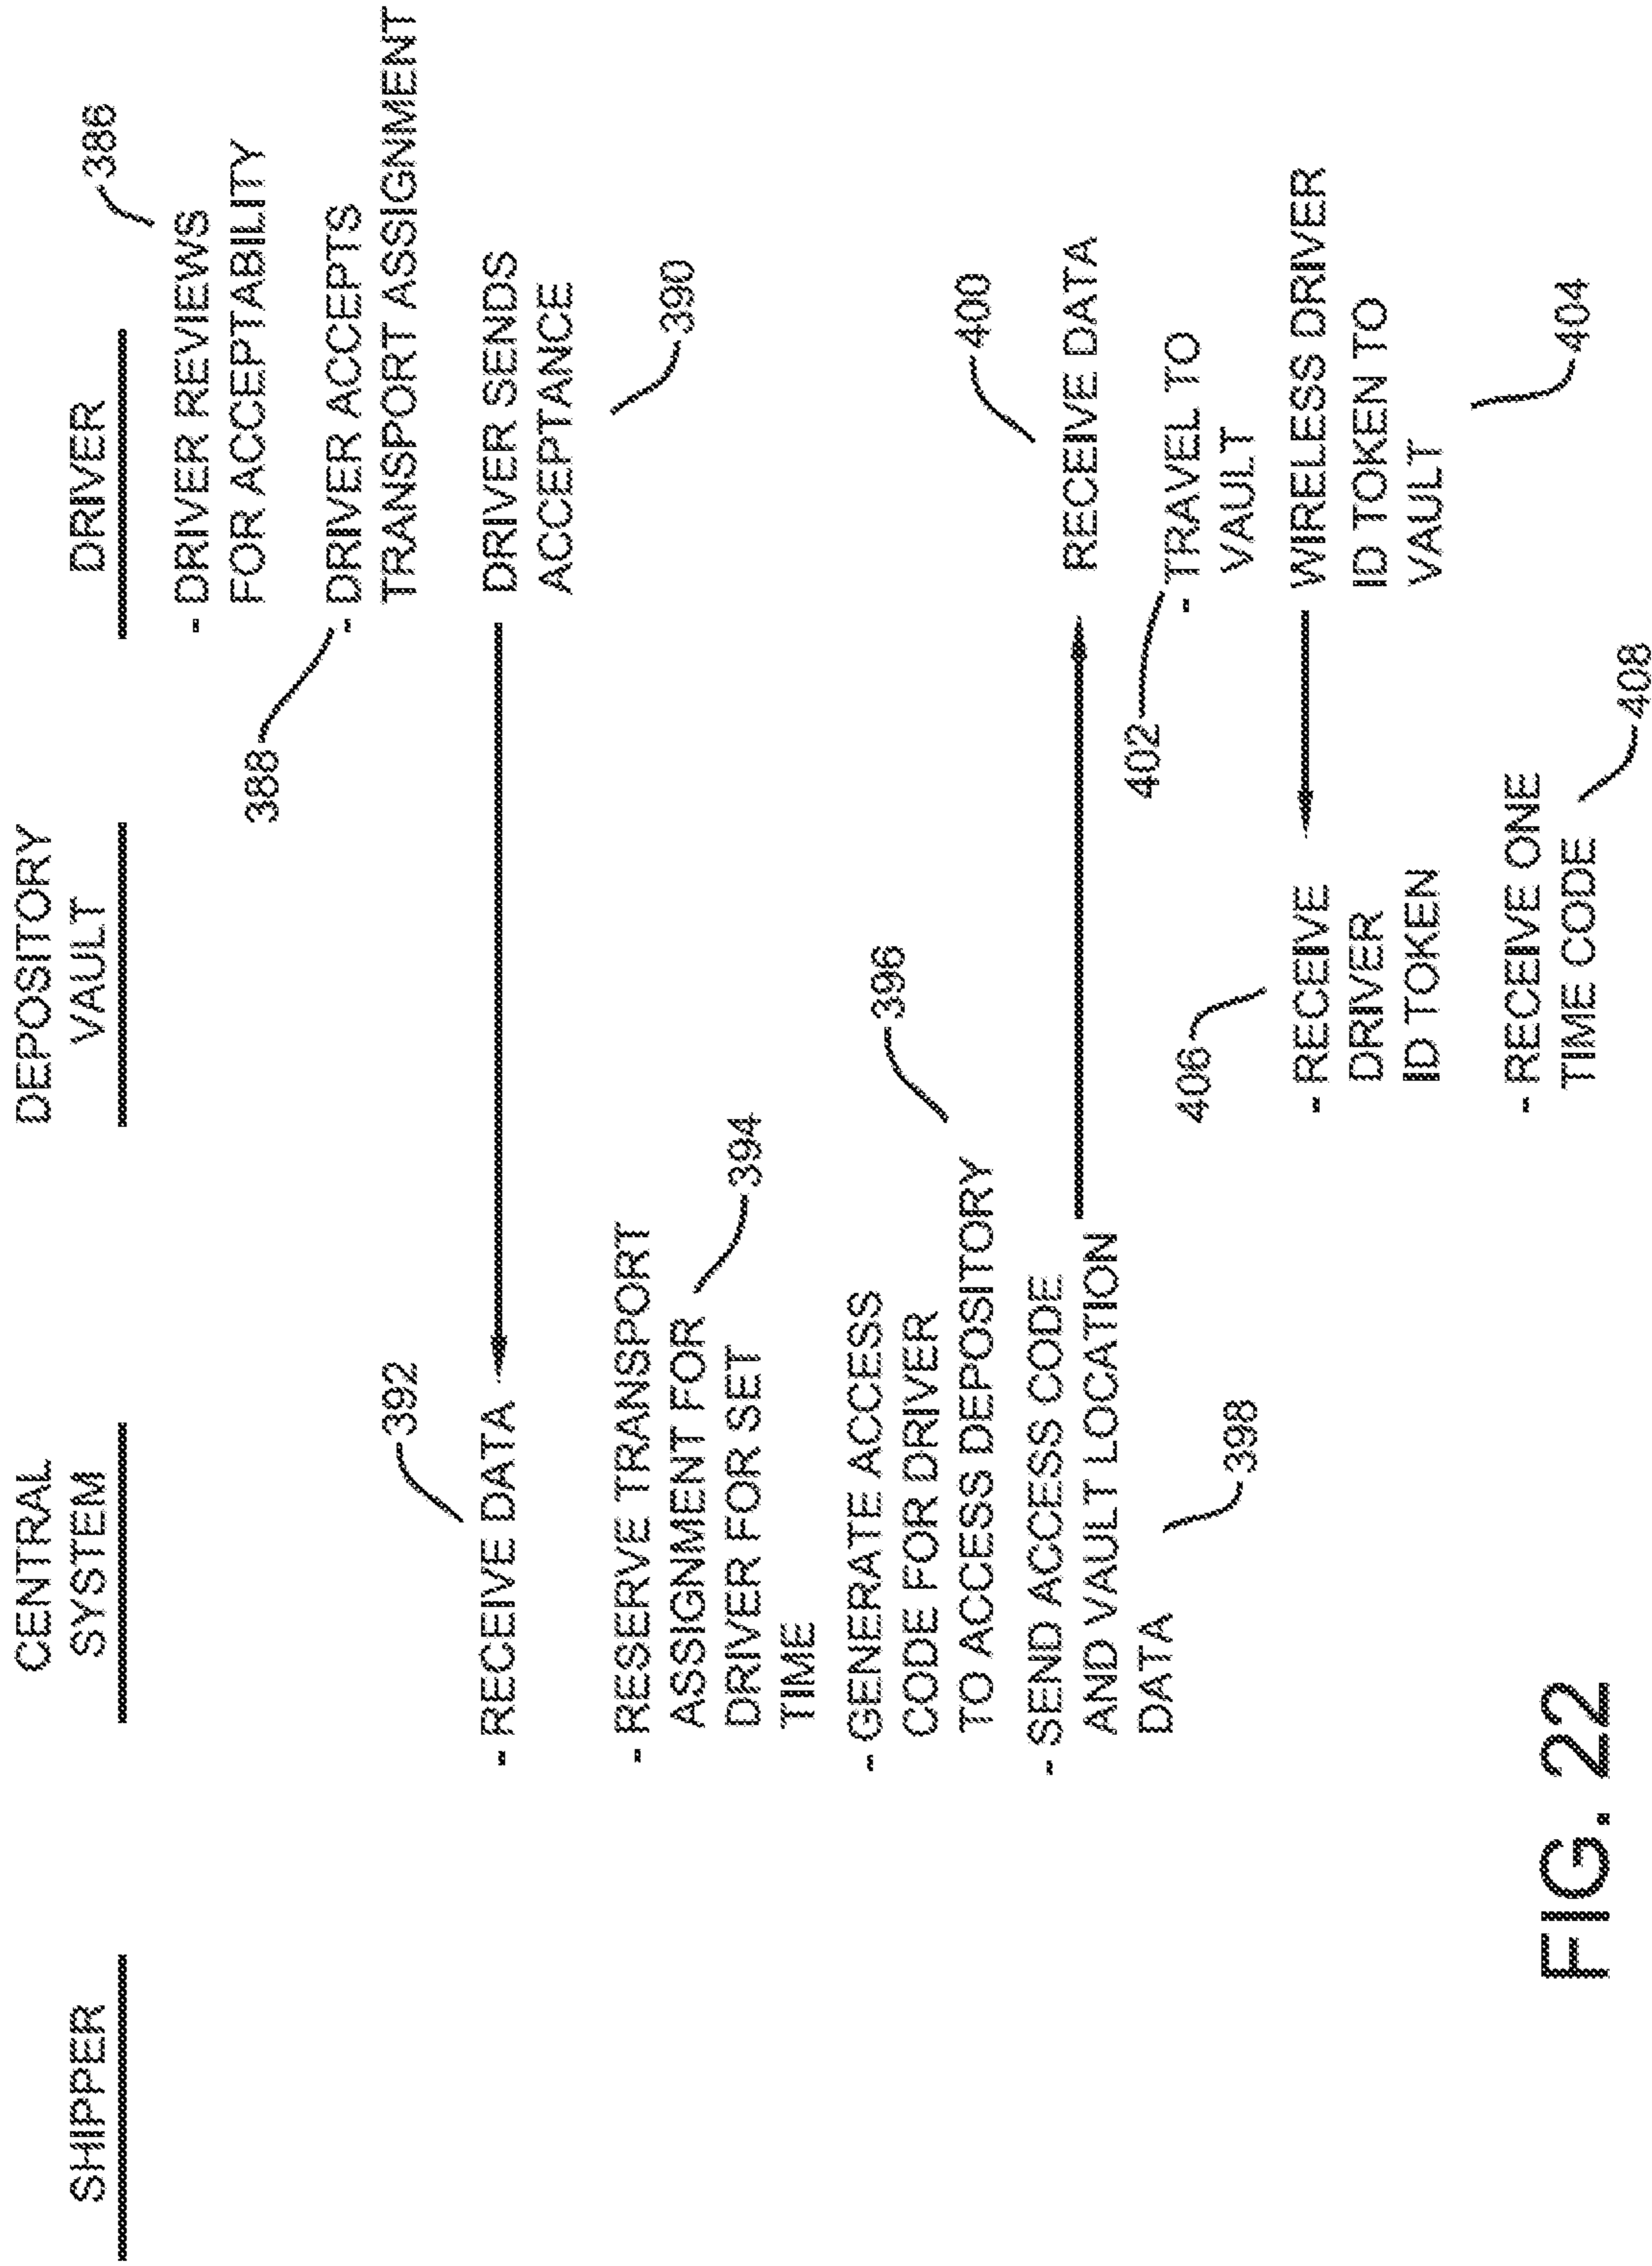 SHIPPER
CENTRAL
SYSTEM
DEPOSITORY
VAULT
DRIVER
- DRIVER REVIEWS
FOR ACCEPTABILITY
386
388
- DRIVER ACCEPTS
TRANSPORT ASSIGNMENT
392
- RECEIVE DATA
DRIVER SENDS
ACCEPTANCE
390
- RESERVE TRANSPORT
ASSIGNMENT FOR
DRIVER FOR SET
TIME
394
- GENERATE ACCESS
CODE FOR DRIVER
TO ACCESS DEPOSITORY
396
- SEND ACCESS CODE
AND VAULT LOCATION
DATA
398
400
RECEIVE DATA
402
- TRAVEL TO
VAULT
406
- RECEIVE
DRIVER
ID TOKEN
WIRELESS DRIVER
ID TOKEN TO
VAULT
404
- RECEIVE ONE
TIME CODE
408
FIG. 22